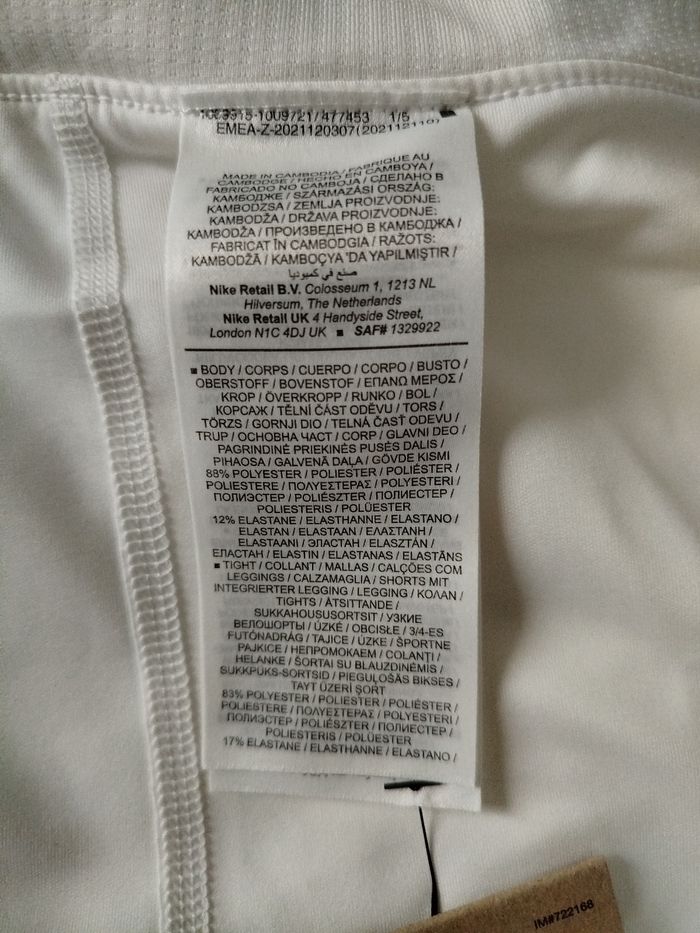 1009721/477453 1/5
EMEA-Z-2021120307(202112110)
MADE IN CAMBODIA / FABRIQUE AU
CAMBODGE / HECHO EN CAMBOYA /
FABRICADO NO CAMBOJA / СДЕЛАНО В
КАМБОДЖЕ / SZÁRMAZÁSI ORSZÁG:
KAMBODZSA / ZEMLJA PROIZVODNJE:
KAMBODŽA / DRŽAVA PROIZVODNJE:
KAMBODŽA / ПРОИЗВЕДЕНО В КАМБОДЖА /
FABRICAT ÎN CAMBODGIA / RAŽOTS:
KAMBODŽĀ / KAMBOÇYA 'DA YAPILMIŞTIR /
صنع في كمبوديا
Nike Retail B.V. Colosseum 1, 1213 NL
Hilversum, The Netherlands
Nike Retail UK 4 Handyside Street,
London N1C 4DJ UK ■ SAF# 1329922
■ BODY / CORPS / CUERPO / CORPO / BUSTO /
OBERSTOFF / BOVENSTOF / ΕΠΑΝΩ ΜΕΡΟΣ /
KROP / ÖVERKROPP / RUNKO / BOL /
КОРСАЖ / TĚLNÍ ČÁST ODĚVU / TORS /
TÖRZS / GORNJI DIO / TELNÁ ČASŤ ODEVU /
TRUP / ОСНОВНА ЧАСТ / CORP / GLAVNI DEO /
PAGRINDINĖ PRIEKINĖS PUSĖS DALIS /
PIHAOSA / GALVENĀ DAĻA / GÖVDE KISMI
88% POLYESTER / POLIESTER / POLIÉSTER /
POLIESTERE / ΠΟΛΥΕΣΤΕΡΑΣ / POLYESTERI /
ПОЛИЭСТЕР / POLIÉSZTER / ПОЛИЕСТЕР /
POLIESTERIS / POLÜESTER
12% ELASTANE / ELASTHANNE / ELASTANO /
ELASTAN / ELASTAAN / ΕΛΑΣΤΑΝΗ /
ELASTAANI / ЭЛАСТАН / ELASZTÁN /
ЕЛАСТАН / ELASTIN / ELASTANAS / ELASTĀNS
■ TIGHT / COLLANT / MALLAS / CALÇÕES COM
LEGGINGS / CALZAMAGLIA / SHORTS MIT
INTEGRIERTER LEGGING / LEGGING / ΚΟΛΑΝ /
TIGHTS / ÅTSITTANDE /
SUKKAHOUSUSORTSIT / УЗКИЕ
ВЕЛОШОРТЫ / ÚZKÉ / OBCISŁE / 3/4-ES
FUTÓNADRÁG / TAJICE / ÚZKE / ŠPORTNE
PAJKICE / НЕПРОМОКАЕМ / COLANȚI /
HELANKE / ŠORTAI SU BLAUZDINĖMIS /
SUKKPÜKS-SORTSID / PIEGUĻOŠĀS BIKSES /
TAYT ÜZERİ ŞORT
83% POLYESTER / POLIESTER / POLIÉSTER /
POLIESTERE / ΠΟΛΥΕΣΤΕΡΑΣ / POLYESTERI /
ПОЛИЭСТЕР / POLIÉSZTER / ПОЛИЕСТЕР /
POLIESTERIS / POLÜESTER
17% ELASTANE / ELASTHANNE / ELASTANO /
IM#722168